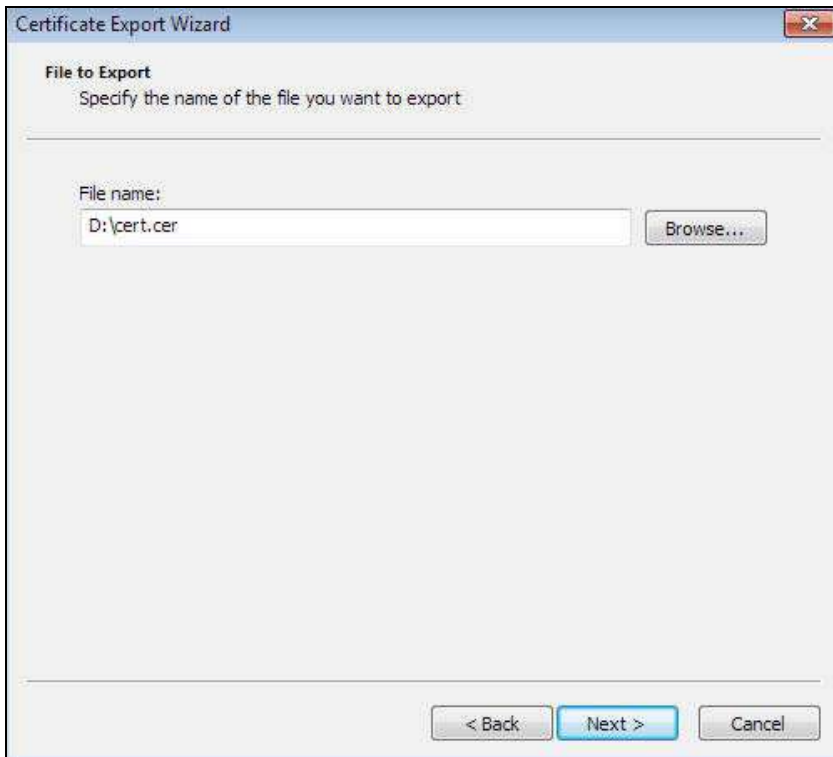 Certificate Export Wizard
File to Export
Specify the name of the file you want to export
File name:
D:\cert.cer
Browse...
< Back
Next >
Cancel